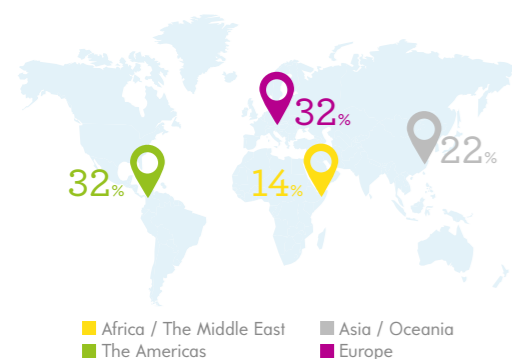 32%
22%
32%
14%
Africa / The Middle East
Asia / Oceania
The Americas
Europe